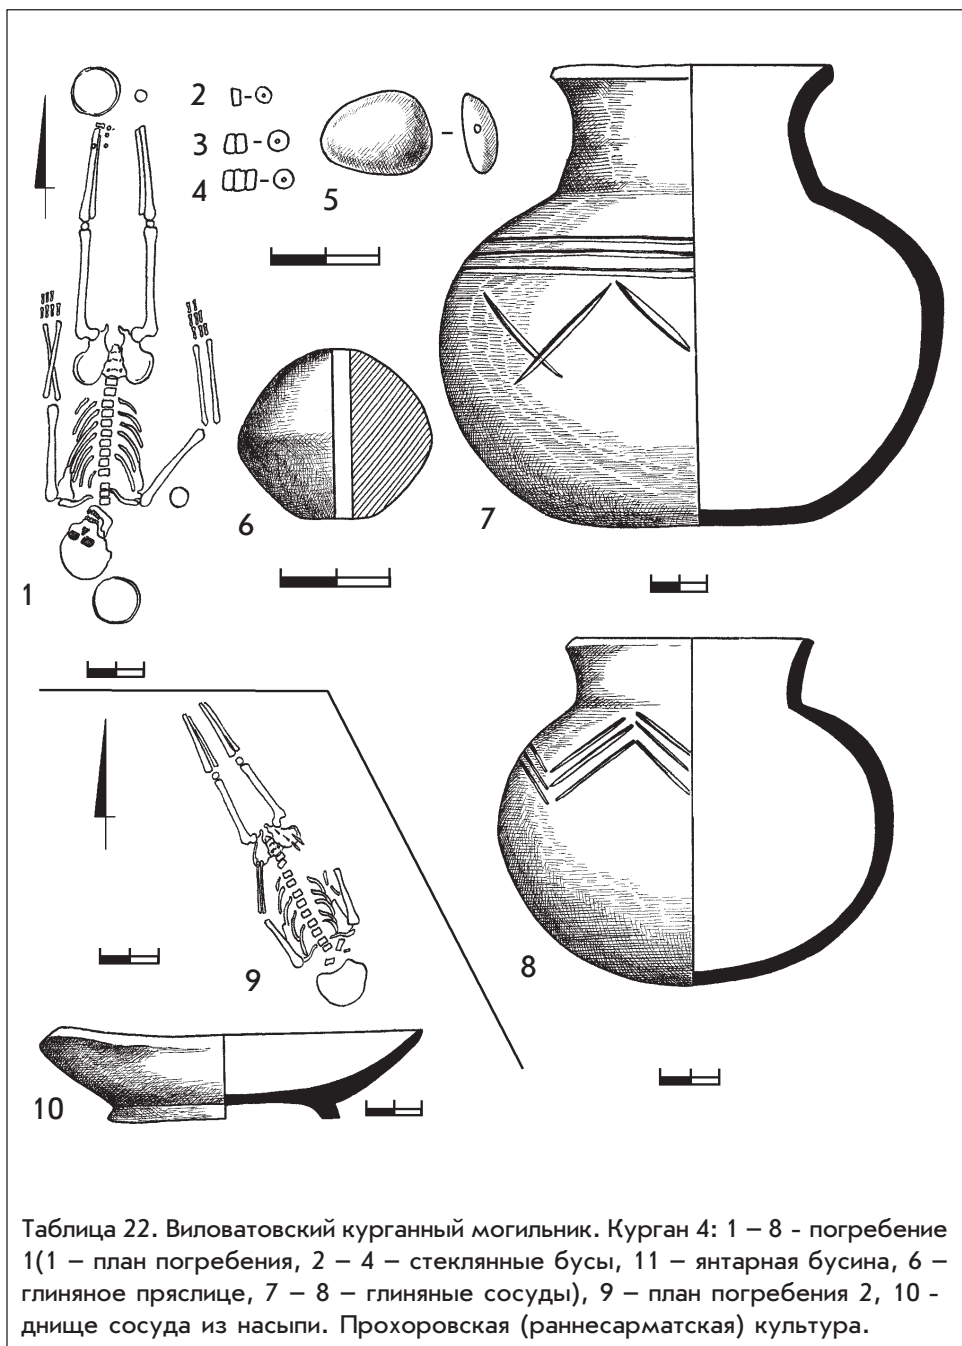 2
3
4
5
6
7
1
8
9
10
Таблица 22. Виловатовский курганный могильник. Курган 4: 1 – 8 - погребение
1(1 – план погребения, 2 – 4 – стеклянные бусы, 11 – янтарная бусина, 6 –
глиняное пряслице, 7 – 8 – глиняные сосуды), 9 – план погребения 2, 10 -
днище сосуда из насыпи. Прохоровская (раннесарматская) культура.